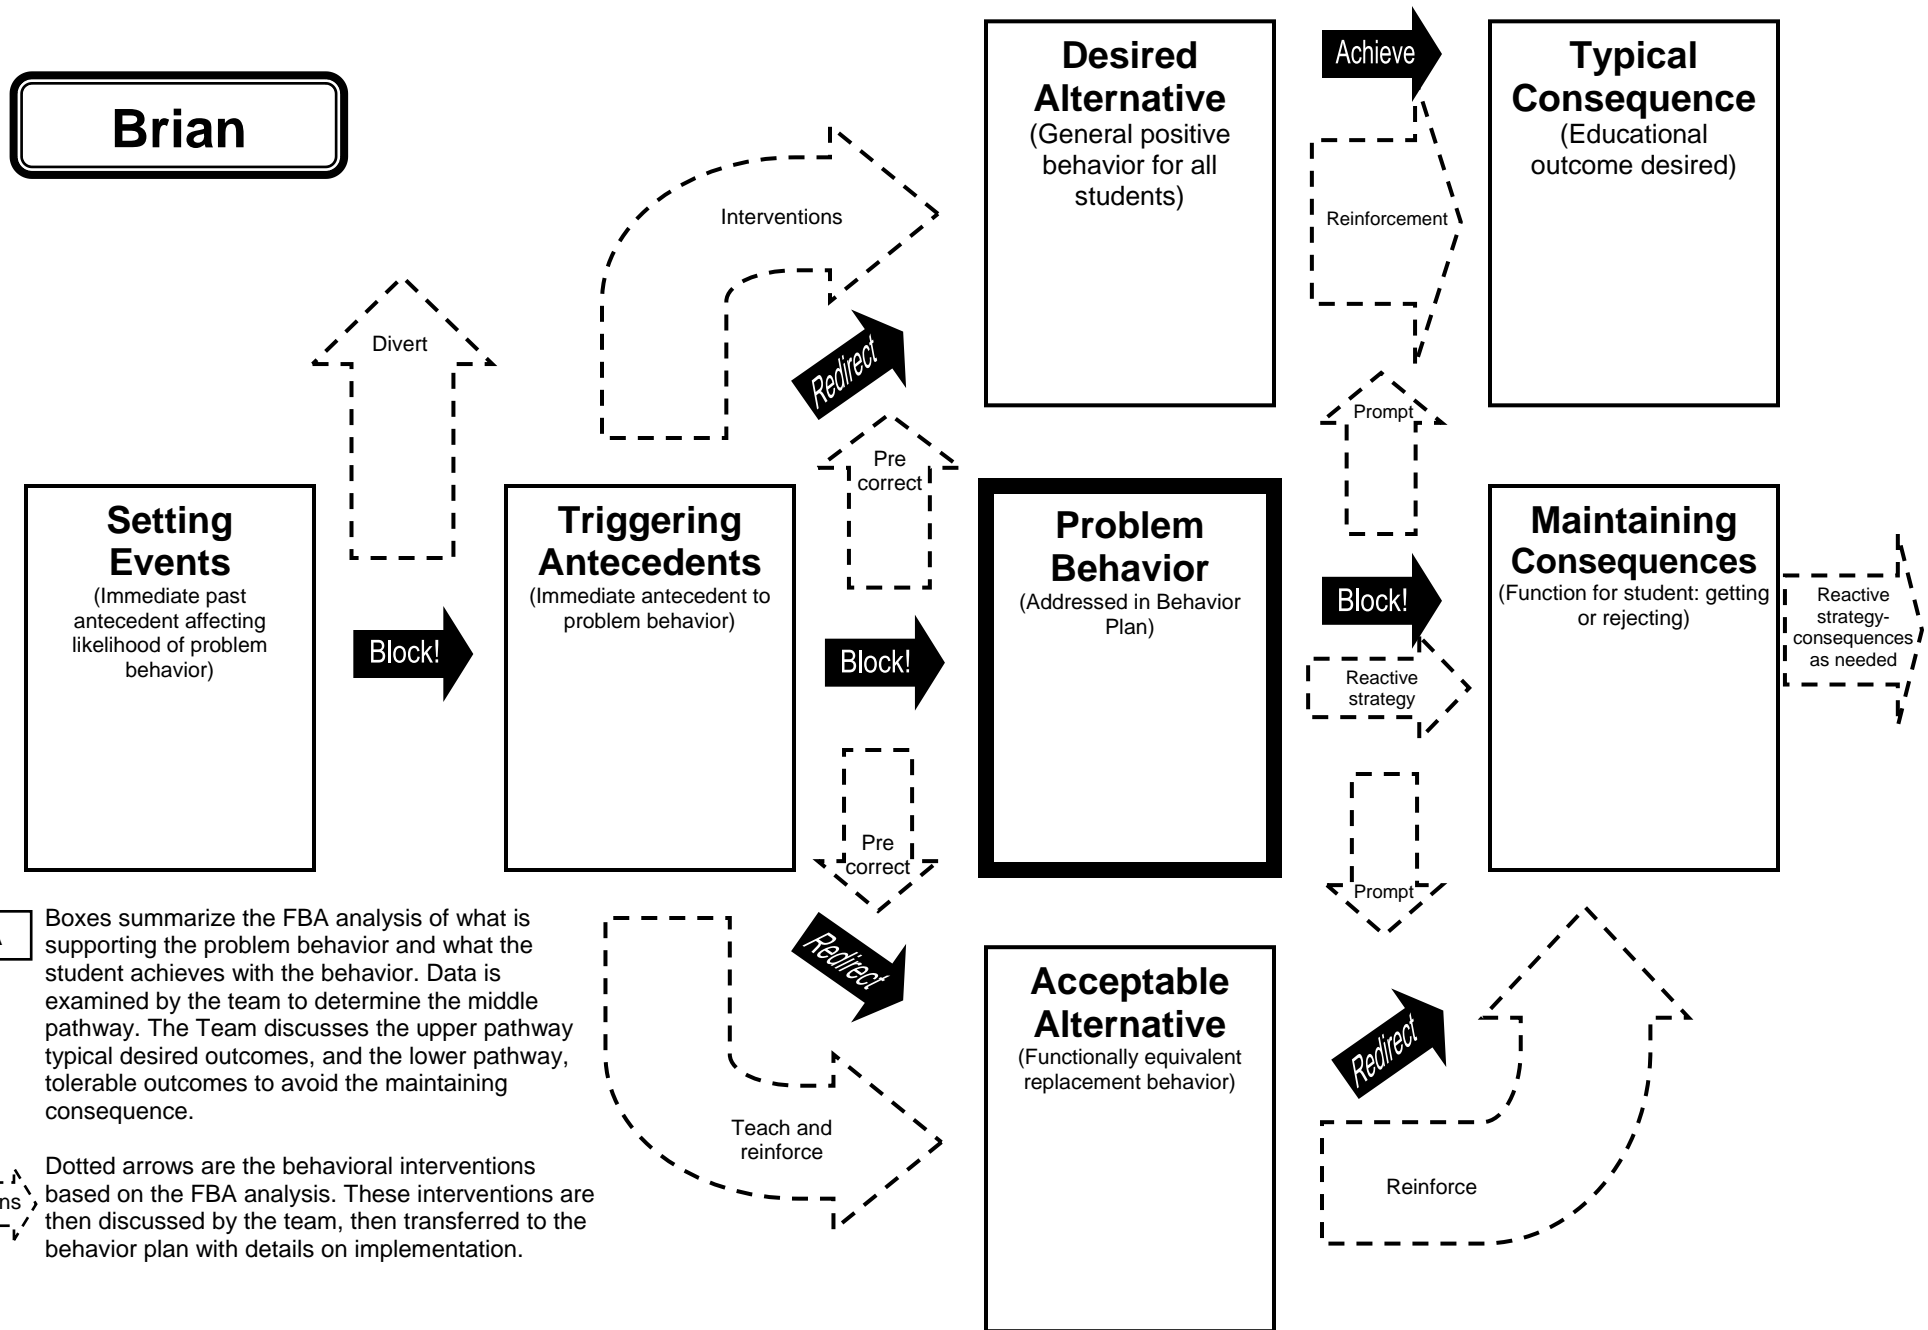 Brian
Desired
Alternative
(General positive
behavior for all
students)
Achieve
Typical
Consequence
(Educational
outcome desired)
Interventions
Reinforcement
Divert
Redirect
Prompt
Pre
correct
Setting
Events
(Immediate past
antecedent affecting
likelihood of problem
behavior)
Block!
Triggering
Antecedents
(Immediate antecedent to
problem behavior)
Block!
Problem
Behavior
(Addressed in Behavior
Plan)
Block!
Reactive
strategy
Maintaining
Consequences
(Function for student: getting
or rejecting)
Reactive
strategy-
consequences
as needed
Pre
correct
Prompt
Redirect
Boxes summarize the FBA analysis of what is
supporting the problem behavior and what the
student achieves with the behavior. Data is
examined by the team to determine the middle
pathway. The Team discusses the upper pathway
typical desired outcomes, and the lower pathway,
tolerable outcomes to avoid the maintaining
consequence.
Teach and
reinforce
Acceptable
Alternative
(Functionally equivalent
replacement behavior)
Redirect
Reinforce
ns
Dotted arrows are the behavioral interventions
based on the FBA analysis. These interventions are
then discussed by the team, then transferred to the
behavior plan with details on implementation.